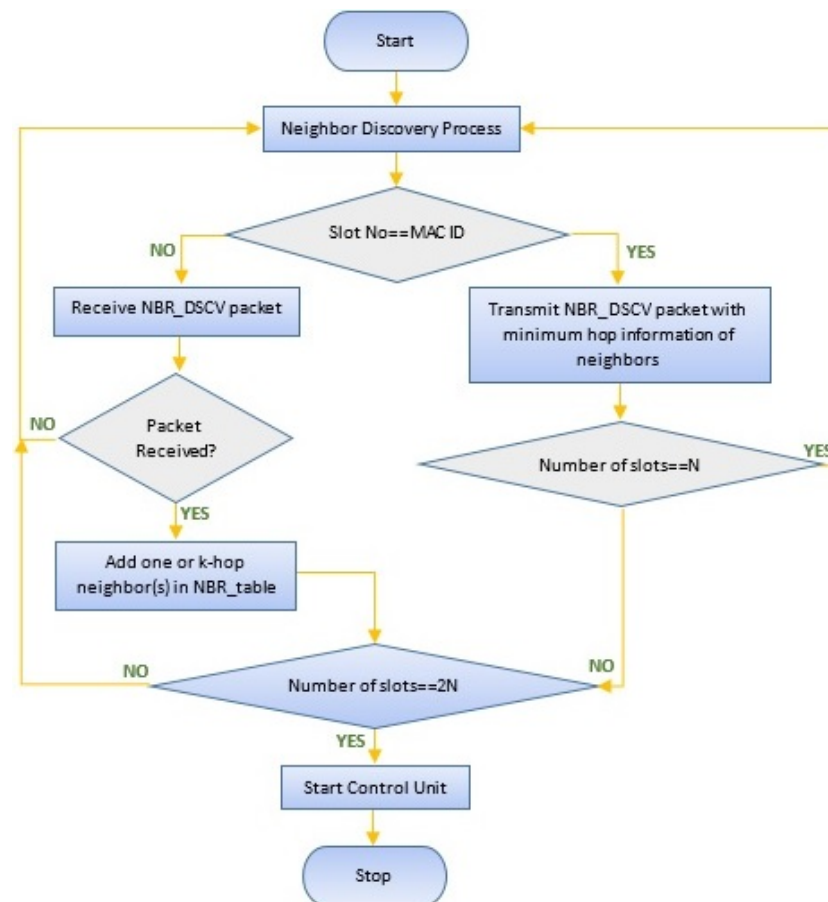 Start
Neighbor Discovery Process
Slot No==MAC ID
NO
YES
Receive NBR_DSCV packet
Transmit NBR_DSCV packet with
minimum hop information of
neighbors
NO
Packet
Received?
Number of slots==N
YES
YES
Add one or k-hop
neighbor(s) in NBR_table
NO
Number of slots==2N
NO
YES
Start Control Unit
Stop